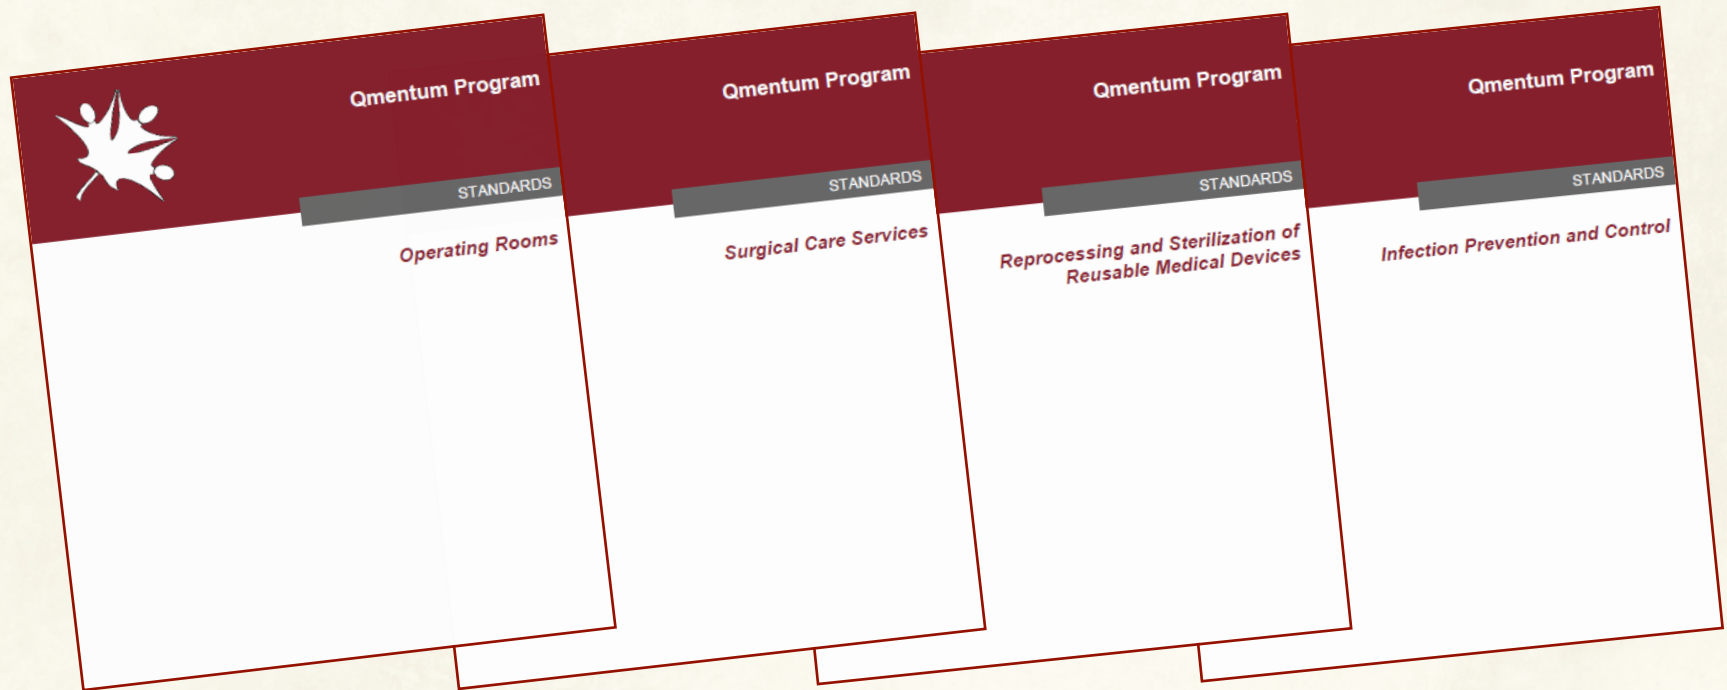 Qmentum Program
STANDARDS
Operating Rooms
Qmentum Program
STANDARDS
Surgical Care Services
Qmentum Program
STANDARDS
Reprocessing and Sterilization of
Reusable Medical Devices
Qmentum Program
STANDARDS
Infection Prevention and Control